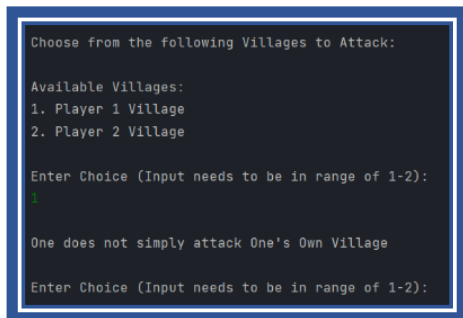 Choose from the following Villages to Attack:
Available Villages:
1. Player 1 Village
2. Player 2 Village
Enter Choice (Input needs to be in range of 1-2):
1
One does not simply attack One's Own Village
Enter Choice (Input needs to be in range of 1-2):